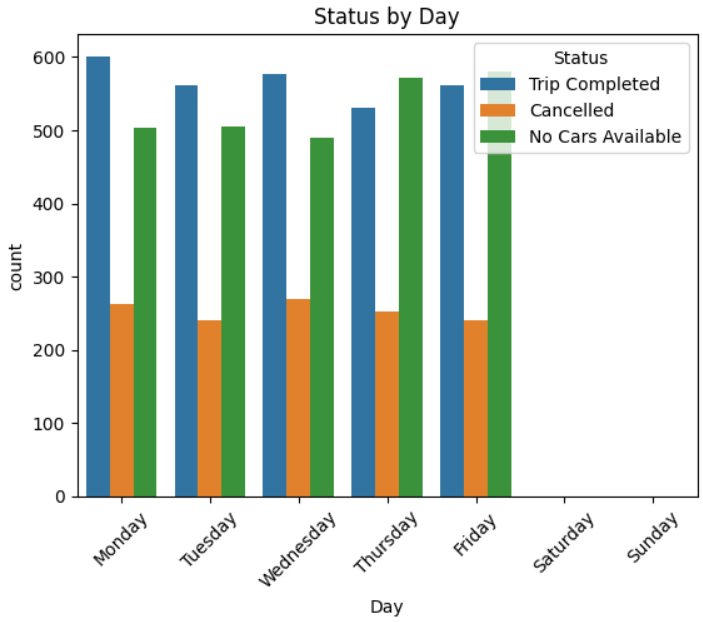 Status by Day
600
500
400
300
200
100
0
count
Status
Trip Completed
Cancelled
No Cars Available
Monday
Tuesday
Wednesday
Thursday
Friday
Saturday
Sunday
Day